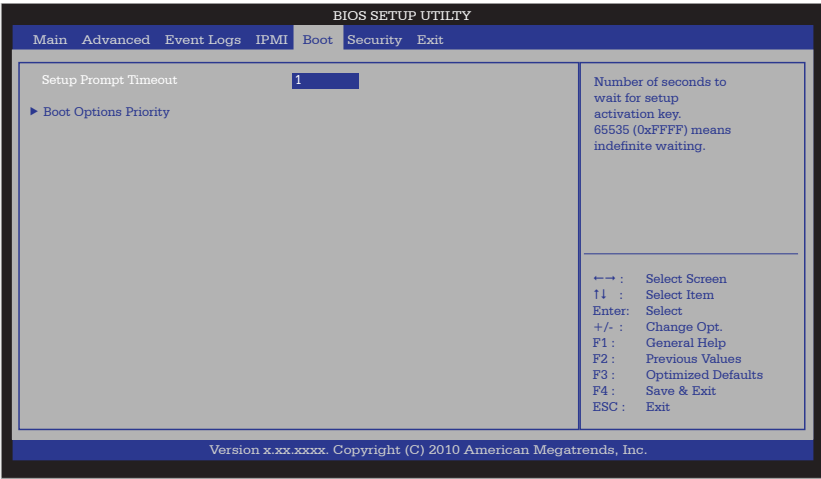 BIOS SETUP UTILTY
Main Advanced Event Logs IPMI Boot Security Exit
Setup Prompt Timeout 1
▶ Boot Options Priority
Number of seconds to
wait for setup
activation key.
65535 (0xFFFF) means
indefinite waiting.
←→ : Select Screen
↑↓ : Select Item
Enter: Select
+/- : Change Opt.
F1 : General Help
F2 : Previous Values
F3 : Optimized Defaults
F4 : Save & Exit
ESC : Exit
Version x.xx.xxxx. Copyright (C) 2010 American Megatrends, Inc.